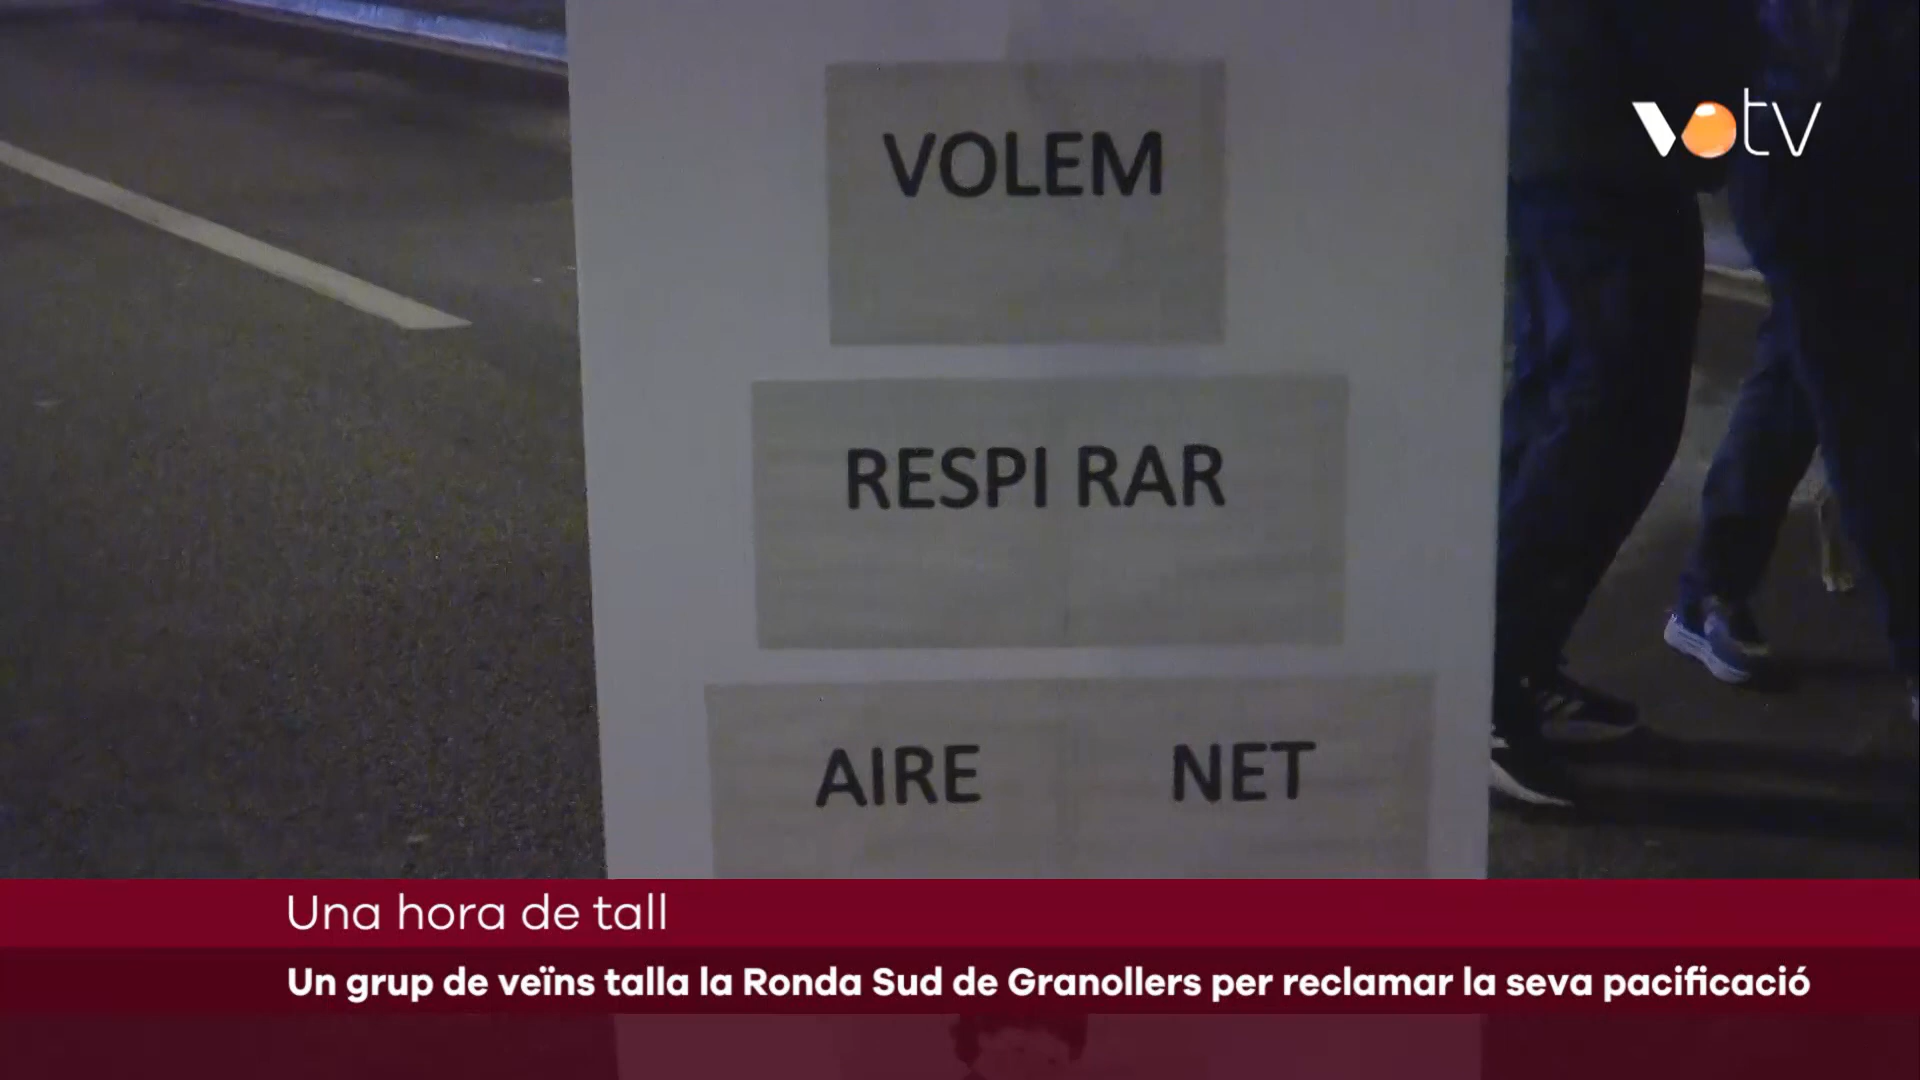 votv
VOLEM
RESPI RAR
AIRE NET
Una hora de tall
Un grup de veïns talla la Ronda Sud de Granollers per reclamar la seva pacificació